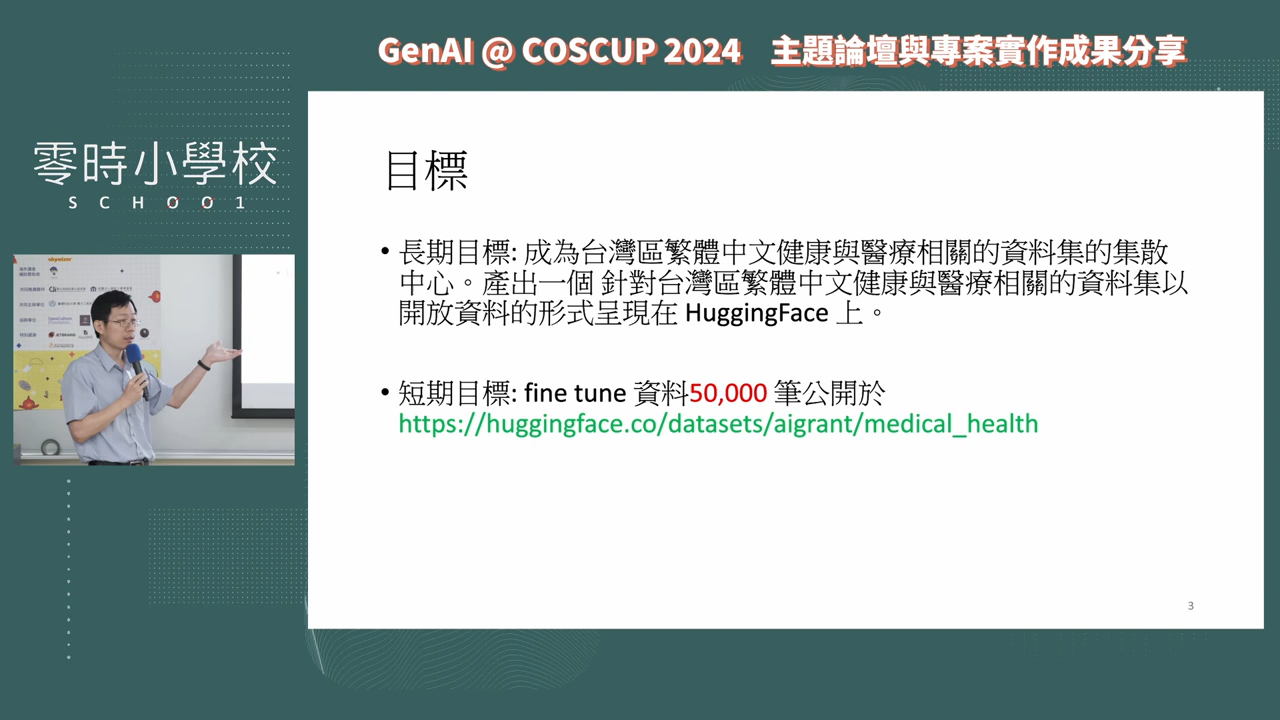 GenAI @ COSCUP 2024 主題論壇與專案實作成果分享
零時小學校
SCHOO1
目標
• 長期目標: 成為台灣區繁體中文健康與醫療相關的資料集的集散
中心。產出一個 針對台灣區繁體中文健康與醫療相關的資料集以
開放資料的形式呈現在 HuggingFace 上。
• 短期目標: fine tune 資料50,000 筆公開於
https://huggingface.co/datasets/aigrant/medical_health
3